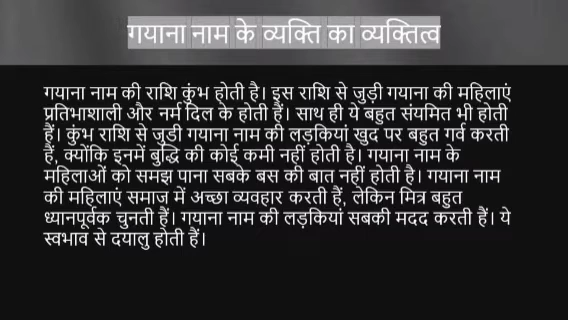 गयाना नाम के व्यक्ति का व्यक्तित्व
गयाना नाम की राशि कुंभ होती है। इस राशि से जुड़ी गयाना की महिलाएं
प्रतिभाशाली और नर्म दिल के होती हैं। साथ ही ये बहुत संयमित भी होती
हैं। कुंभ राशि से जुडी गयाना नाम की लड़कियां खुद पर बहुत गर्व करती
हैं, क्योंकि इनमें बुद्धि की कोई कमी नहीं होती है। गयाना नाम के
महिलाओं को समझ पाना सबके बस की बात नहीं होती है। गयाना नाम
की महिलाएं समाज में अच्छा व्यवहार करती हैं, लेकिन मित्र बहुत
ध्यानपूर्वक चुनती हैं। गयाना नाम की लड़कियां सबकी मदद करती हैं। ये
स्वभाव से दयालु होती हैं।